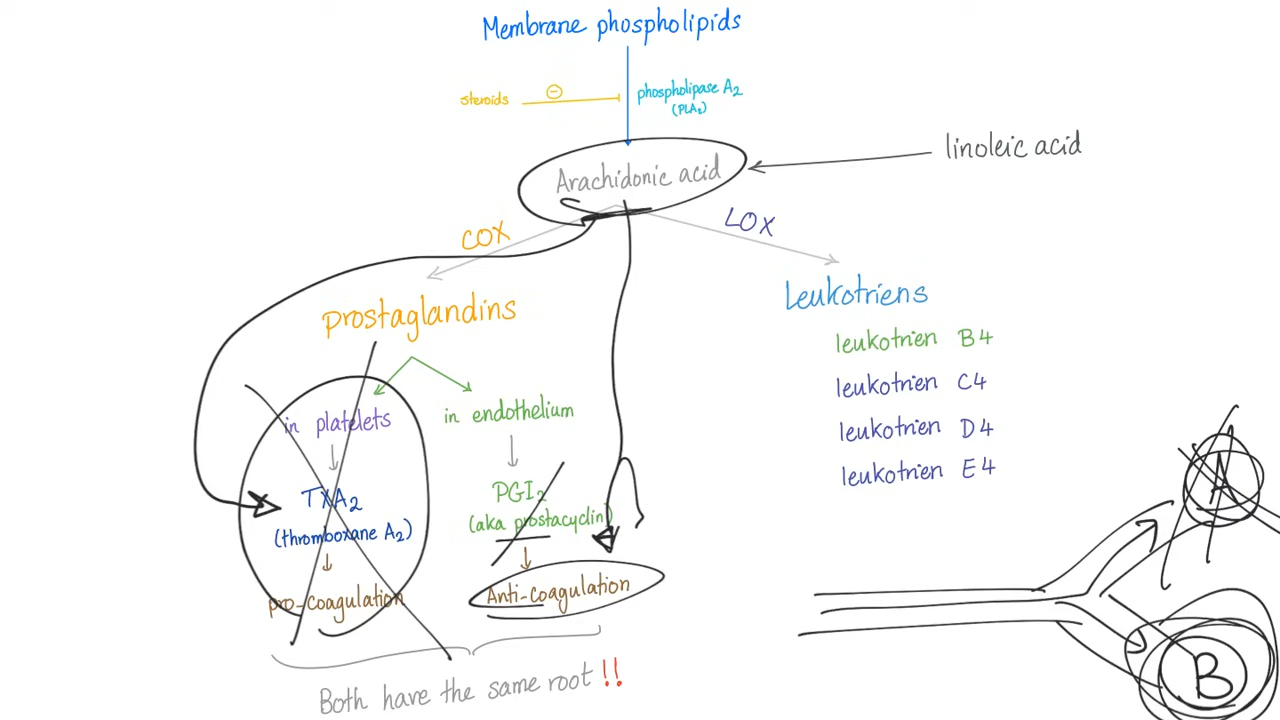 Membrane phospholipids
steroids
phospholipase A2
(PLA2)
Arachidonic acid
linoleic acid
COX
LOX
Prostaglandins
Leukotriens
leukotrien B4
leukotrien C4
leukotrien D4
leukotrien E4
in platelets
in endothelium
TXA2
(thromboxane A2)
pro-coagulation
PGI2
(aka prostacyclin)
Anti-coagulation
Both have the same root !!
A
B